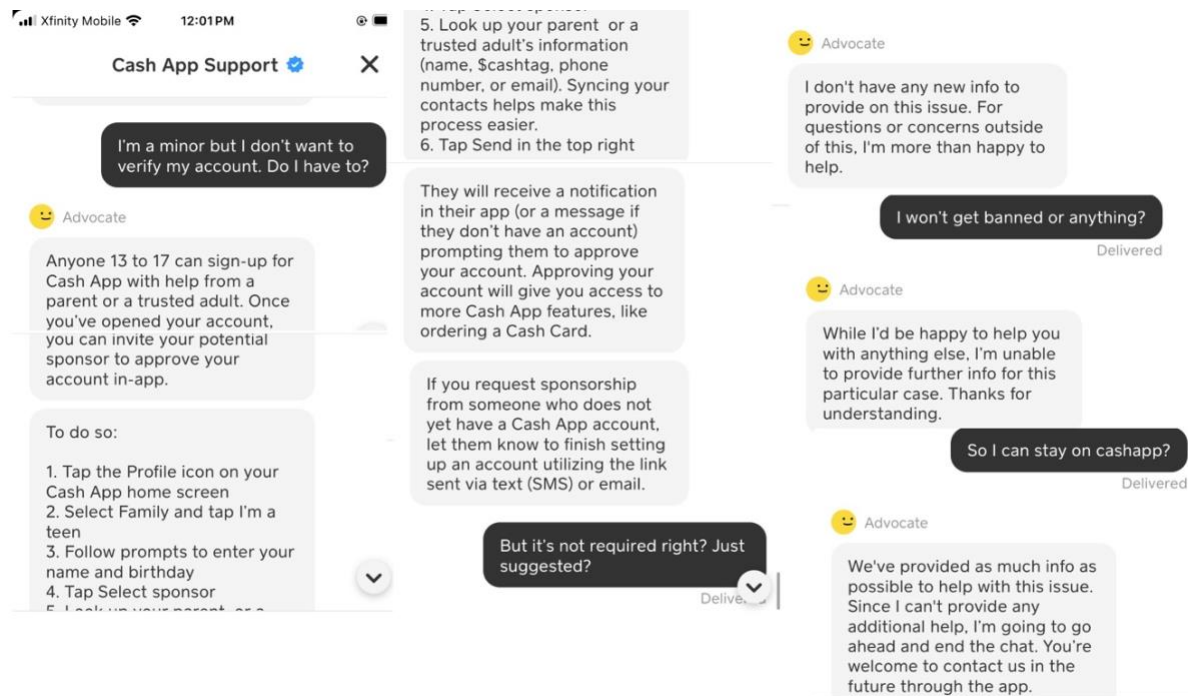 Xfinity Mobile 12:01 PM
Cash App Support
I'm a minor but I don't want to
verify my account. Do I have to?
Advocate
Anyone 13 to 17 can sign-up for
Cash App with help from a
parent or a trusted adult. Once
you've opened your account,
you can invite your potential
sponsor to approve your
account in-app.
To do so:
1. Tap the Profile icon on your
Cash App home screen
2. Select Family and tap I'm a
teen
3. Follow prompts to enter your
name and birthday
4. Tap Select sponsor
5. Look up your parent or a
5. Look up your parent or a
trusted adult's information
(name, $cashtag, phone
number, or email). Syncing your
contacts helps make this
process easier.
6. Tap Send in the top right
They will receive a notification
in their app (or a message if
they don't have an account)
prompting them to approve
your account. Approving your
account will give you access to
more Cash App features, like
ordering a Cash Card.
If you request sponsorship
from someone who does not
yet have a Cash App account,
let them know to finish setting
up an account utilizing the link
sent via text (SMS) or email.
But it's not required right? Just
suggested?
Advocate
I don't have any new info to
provide on this issue. For
questions or concerns outside
of this, I'm more than happy to
help.
I won't get banned or anything?
Delivered
Advocate
While I'd be happy to help you
with anything else, I'm unable
to provide further info for this
particular case. Thanks for
understanding.
So I can stay on cashapp?
Delivered
Advocate
We've provided as much info as
possible to help with this issue.
Since I can't provide any
additional help, I'm going to go
ahead and end the chat. You're
welcome to contact us in the
future through the app.